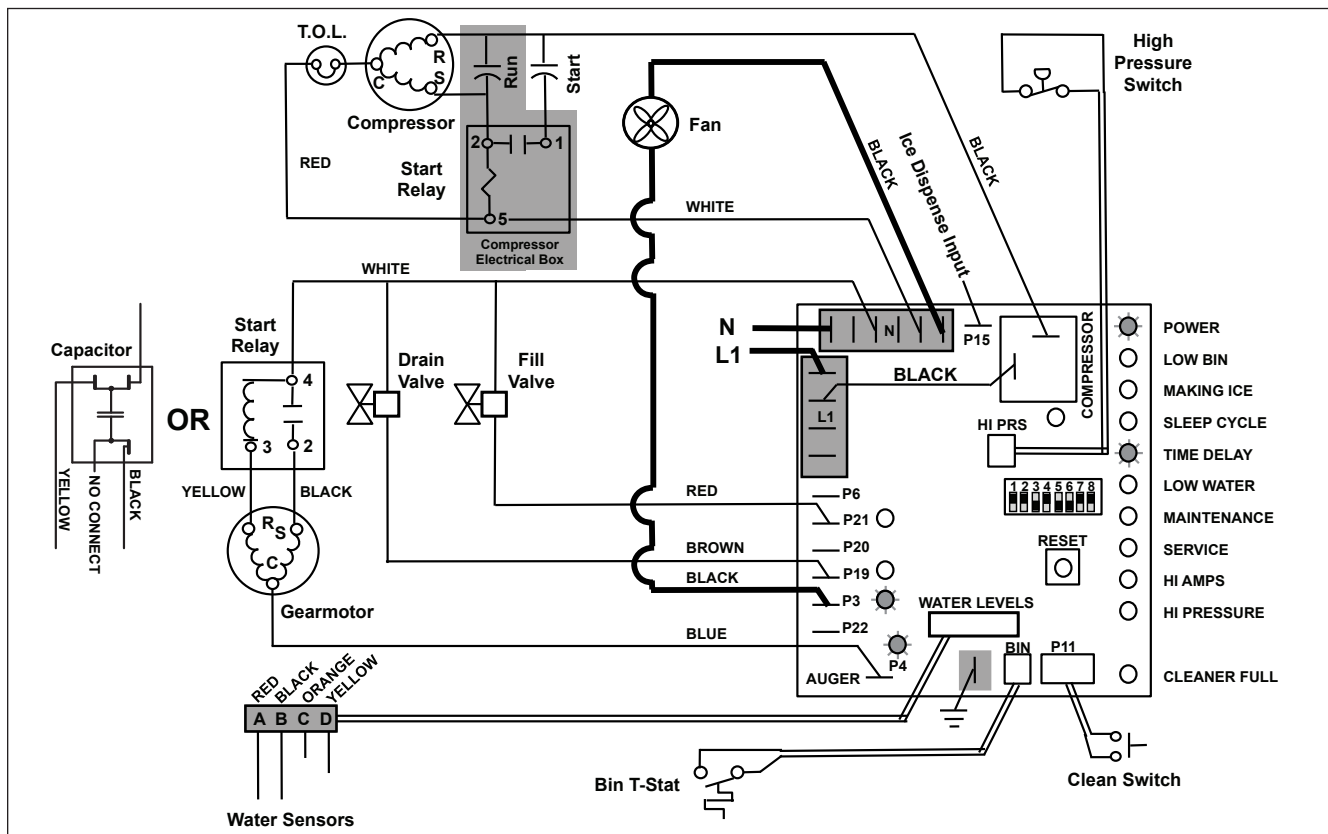 T.O.L.
R
S
C
Compressor
Run
Start
2
1
Start
Relay
5
Compressor
Electrical Box
RED
WHITE
Fan
BLACK
Ice Dispense Input
BLACK
High
Pressure
Switch
WHITE
Capacitor
YELLOW
NO CONNECT
BLACK
OR
Start
Relay
4
3
2
YELLOW
BLACK
R
S
C
Gearmotor
Drain
Valve
Fill
Valve
N
L1
N
P15
BLACK
L1
COMPRESSOR
HI PRS
1 2 3 4 5 6 7 8
RESET
POWER
LOW BIN
MAKING ICE
SLEEP CYCLE
TIME DELAY
LOW WATER
MAINTENANCE
SERVICE
HI AMPS
HI PRESSURE
CLEANER FULL
RED
P6
P21
P20
BROWN
P19
BLACK
P3
P22
BLUE
P4
AUGER
WATER LEVELS
BIN
P11
RED
BLACK
ORANGE
YELLOW
A B C D
Water Sensors
Bin T-Stat
Clean Switch